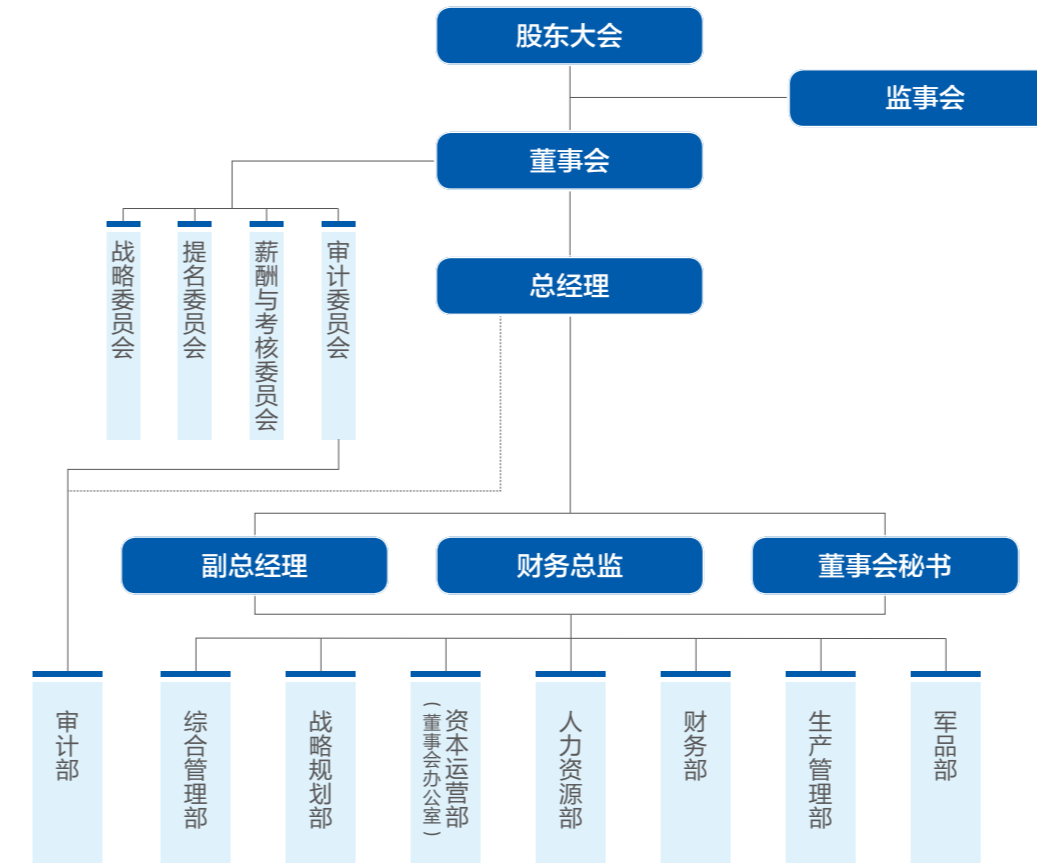 股东大会
监事会
董事会
战略委员会
提名委员会
薪酬与考核委员会
审计委员会
总经理
副总经理
财务总监
董事会秘书
审计部
综合管理部
战略规划部
资本运营部
（董事会办公室）
人力资源部
财务部
生产管理部
军品部